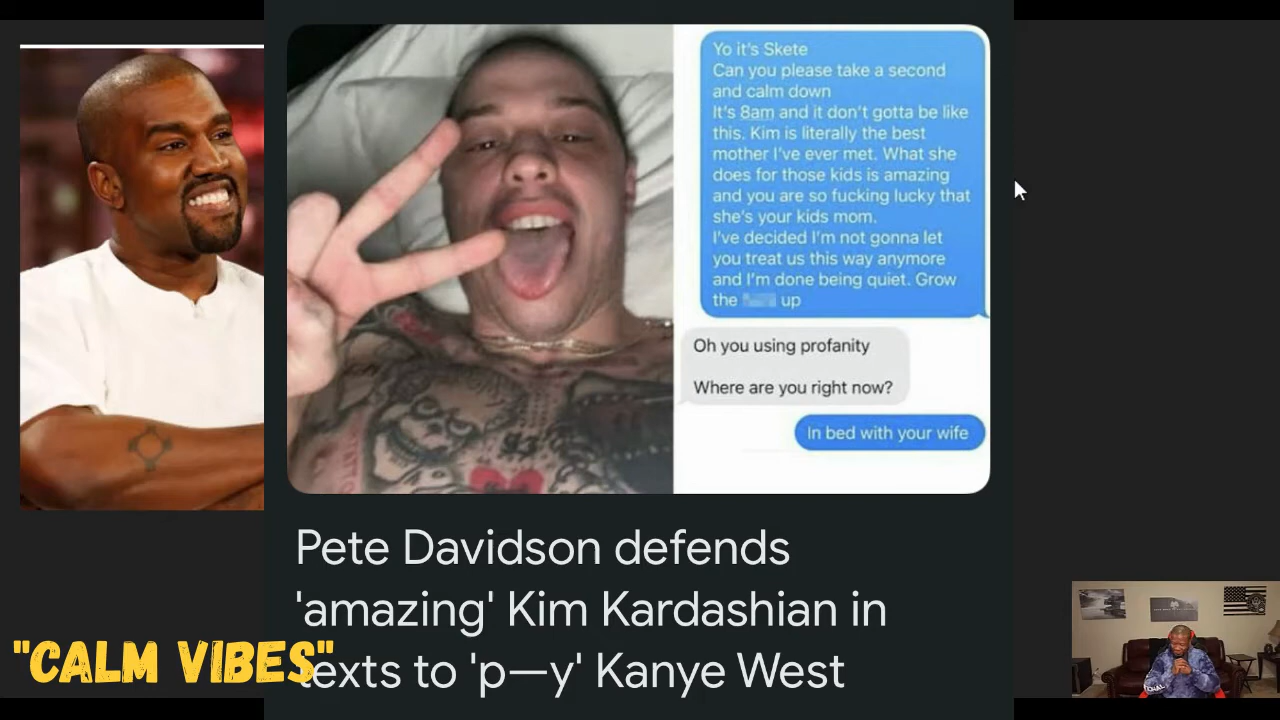 Yo it's Skete
Can you please take a second
and calm down
It's 8am and it don't gotta be like
this. Kim is literally the best
mother I've ever met. What she
does for those kids is amazing
and you are so fucking lucky that
she's your kids mom.
I've decided I'm not gonna let
you treat us this way anymore
and I'm done being quiet. Grow
the up
Oh you using profanity
Where are you right now?
In bed with your wife
Pete Davidson defends
'amazing' Kim Kardashian in
texts to 'p—y' Kanye West
"CALM VIBES"